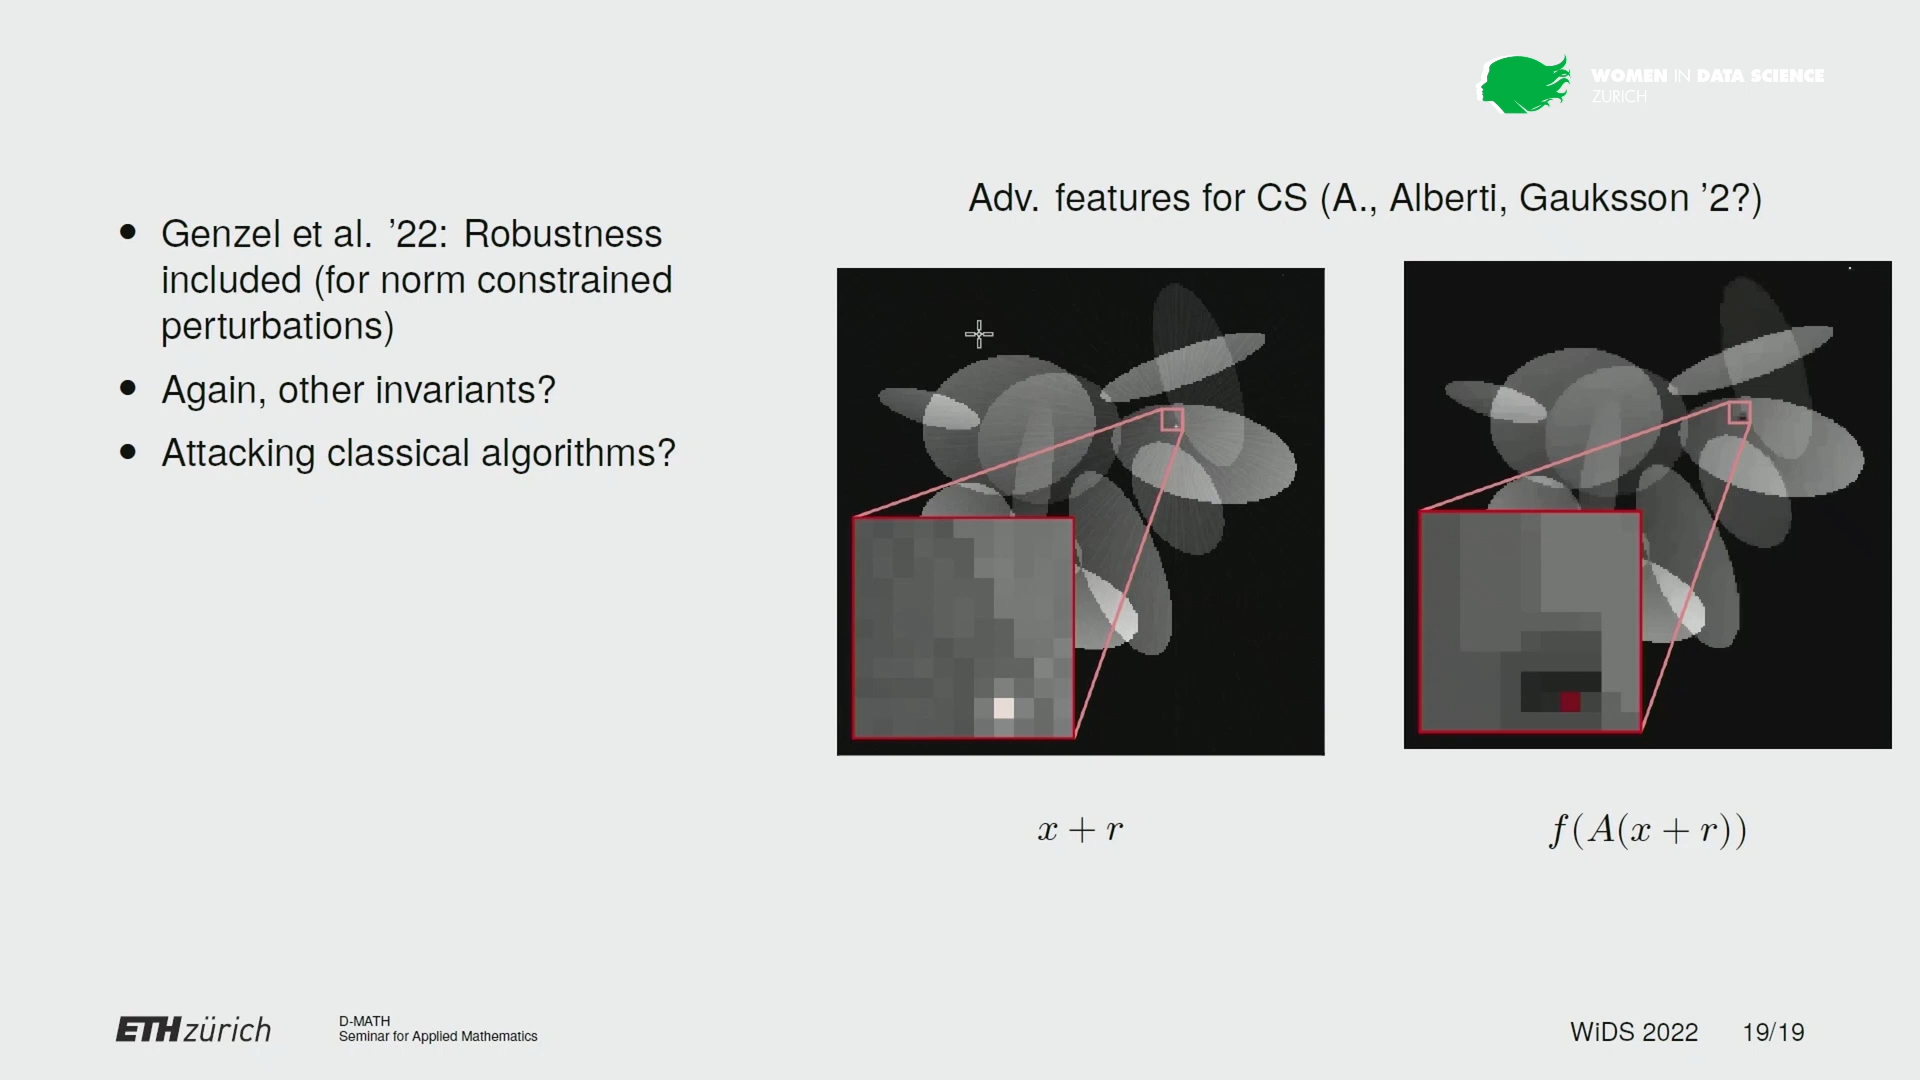 WOMEN IN DATA SCIENCE
ZURICH
Adv. features for CS (A., Alberti, Gauksson '2?)
• Genzel et al. '22: Robustness
included (for norm constrained
perturbations)
• Again, other invariants?
• Attacking classical algorithms?
x + r
f(A(x + r))
ETH zürich
D-MATH
Seminar for Applied Mathematics
WiDS 2022 19/19